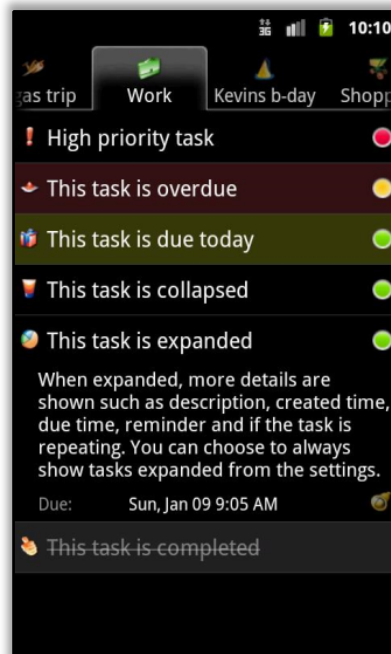 3G 10:10
gas trip Work Kevins b-day Shopp
High priority task
This task is overdue
This task is due today
This task is collapsed
This task is expanded
When expanded, more details are
shown such as description, created time,
due time, reminder and if the task is
repeating. You can choose to always
show tasks expanded from the settings.
Due: Sun, Jan 09 9:05 AM
This task is completed